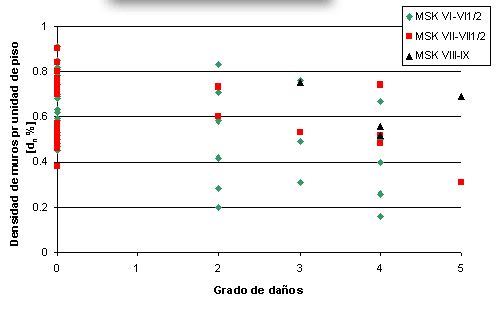 MSK VI-VI1/2
MSK VII-VII1/2
MSK VIII-IX
Densidad de muros pr unidad de piso
[dn %]
1
0.8
0.6
0.4
0.2
0
0 1 2 3 4 5
Grado de daños